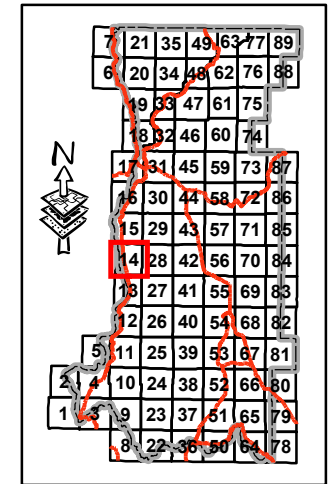 7 21 35 49 63 77 89
6 20 34 48 62 76 88
19 33 47 61 75
18 32 46 60 74
N
17 31 45 59 73 87
16 30 44 58 72 86
15 29 43 57 71 85
14 28 42 56 70 84
13 27 41 55 69 83
12 26 40 54 68 82
5 11 25 39 53 67 81
2 4 10 24 38 52 66 80
1 3 9 23 37 51 65 79
8 22 36 50 64 78